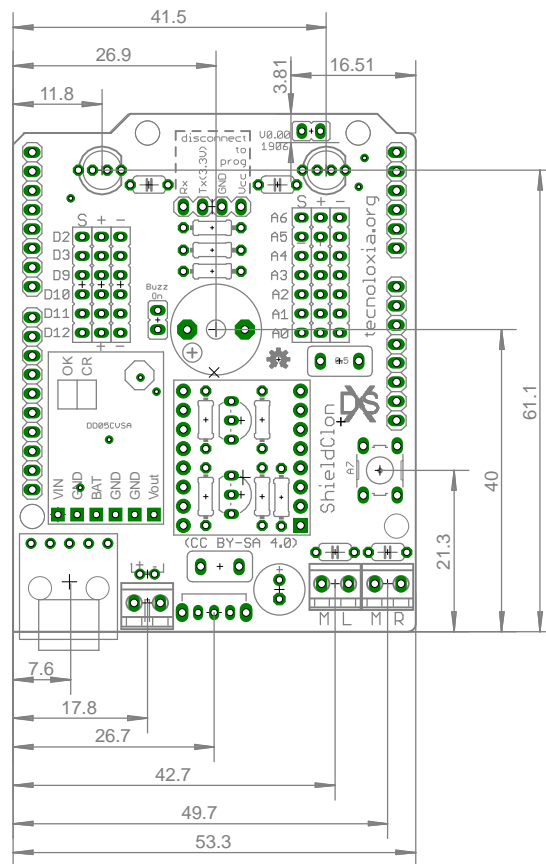 41.5
26.9
16.51
3.81
11.8
disconnect
to
prog
V0.00
1906
Rx
Tx(3.3V)
GND
Vcc
S + -
D2
D3
D9
D10
D11
D12
+ -
Buzz
On
S + -
A6
A5
A4
A3
A2
A1
A0
tecnoloxia.org
61.1
OK
CR
0.5
DXS
DD05CVSA
ShieldClon
A7
40
VIN
GND
BAT
GND
GND
Vout
21.3
(CC BY-SA 4.0)
+ -
+
M L M R
7.6
17.8
26.7
42.7
49.7
53.3